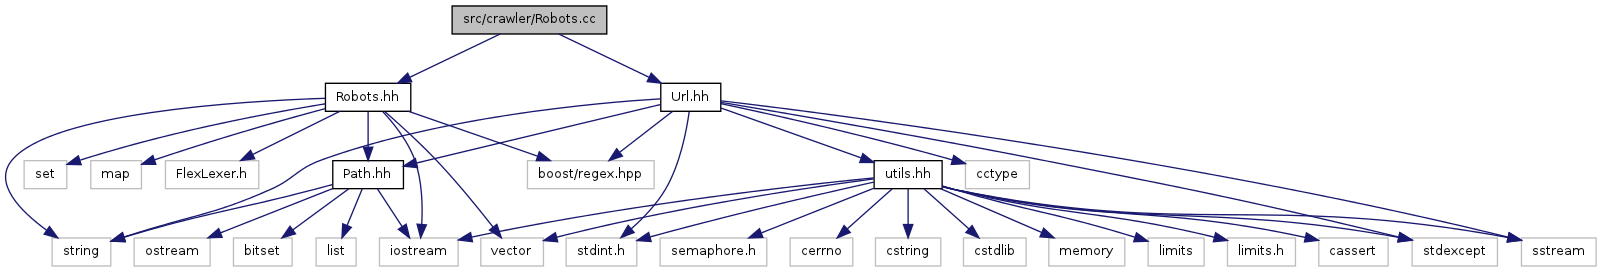 src/crawler/Robots.cc
Robots.hh
Url.hh
set
map
FlexLexer.h
Path.hh
boost/regex.hpp
utils.hh
cctype
string
ostream
bitset
list
iostream
vector
stdint.h
semaphore.h
cerrno
cstring
cstdlib
memory
limits
limits.h
cassert
stdexcept
sstream